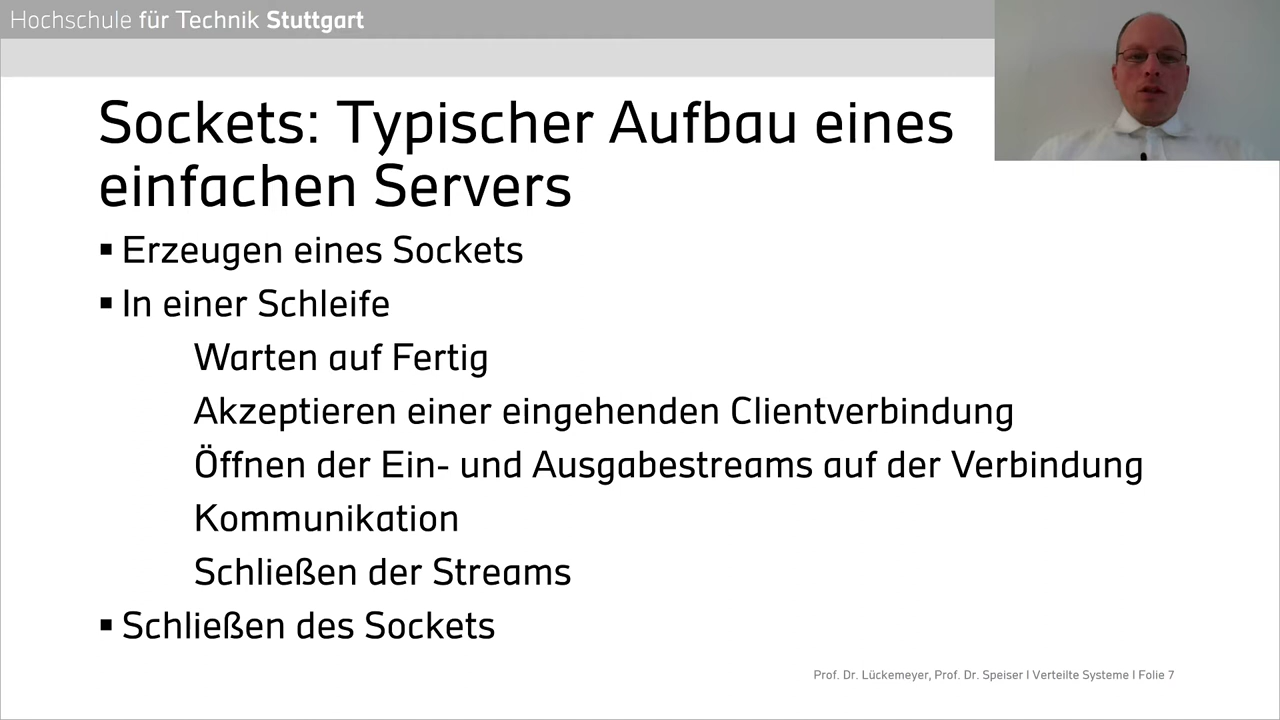 Hochschule für Technik Stuttgart
Sockets: Typischer Aufbau eines
einfachen Servers
▪ Erzeugen eines Sockets
▪ In einer Schleife
Warten auf Fertig
Akzeptieren einer eingehenden Clientverbindung
Öffnen der Ein- und Ausgabestreams auf der Verbindung
Kommunikation
Schließen der Streams
▪ Schließen des Sockets
Prof. Dr. Lückemeyer, Prof. Dr. Speiser I Verteilte Systeme I Folie 7